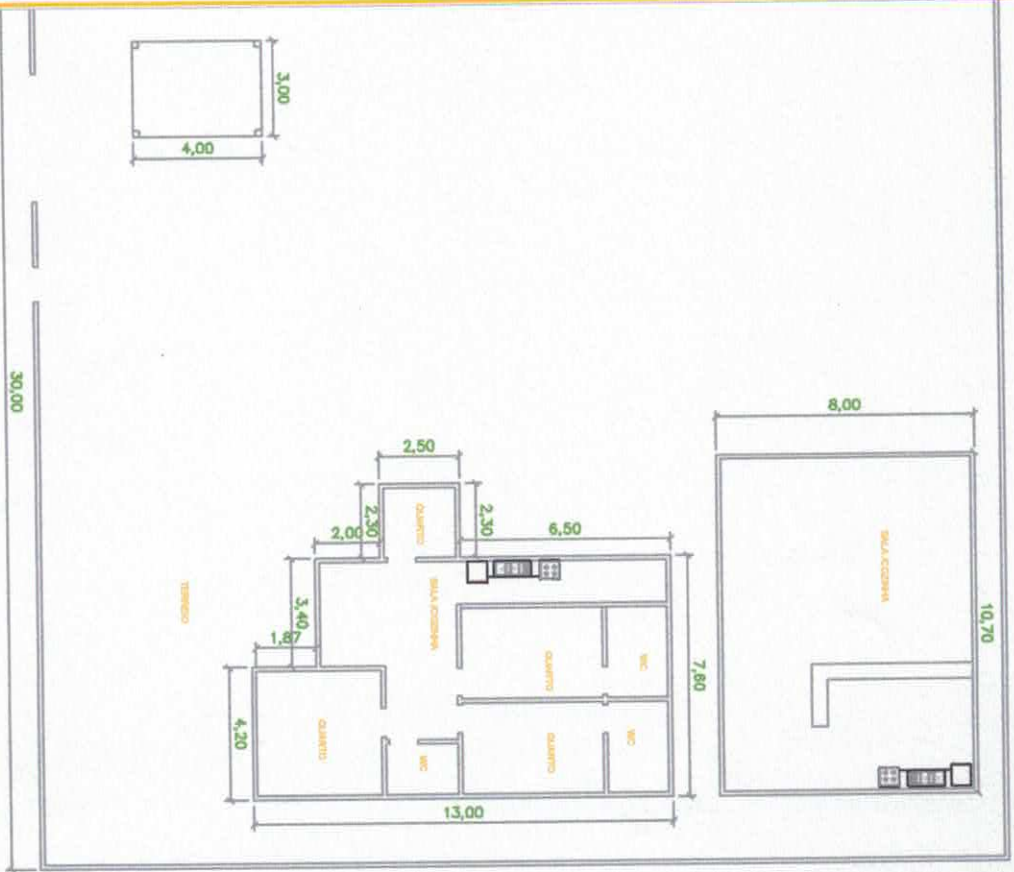 3,00
4,00
30,00
8,00
2,50
2,30
2,30
2,00
6,50
QUARTO
SALA /COZINHA
10,70
SALA /COZINHA
TERRENO
3,40
1,87
QUARTO
WC
7,60
4,20
QUARTO
WC
QUARTO
WC
13,00